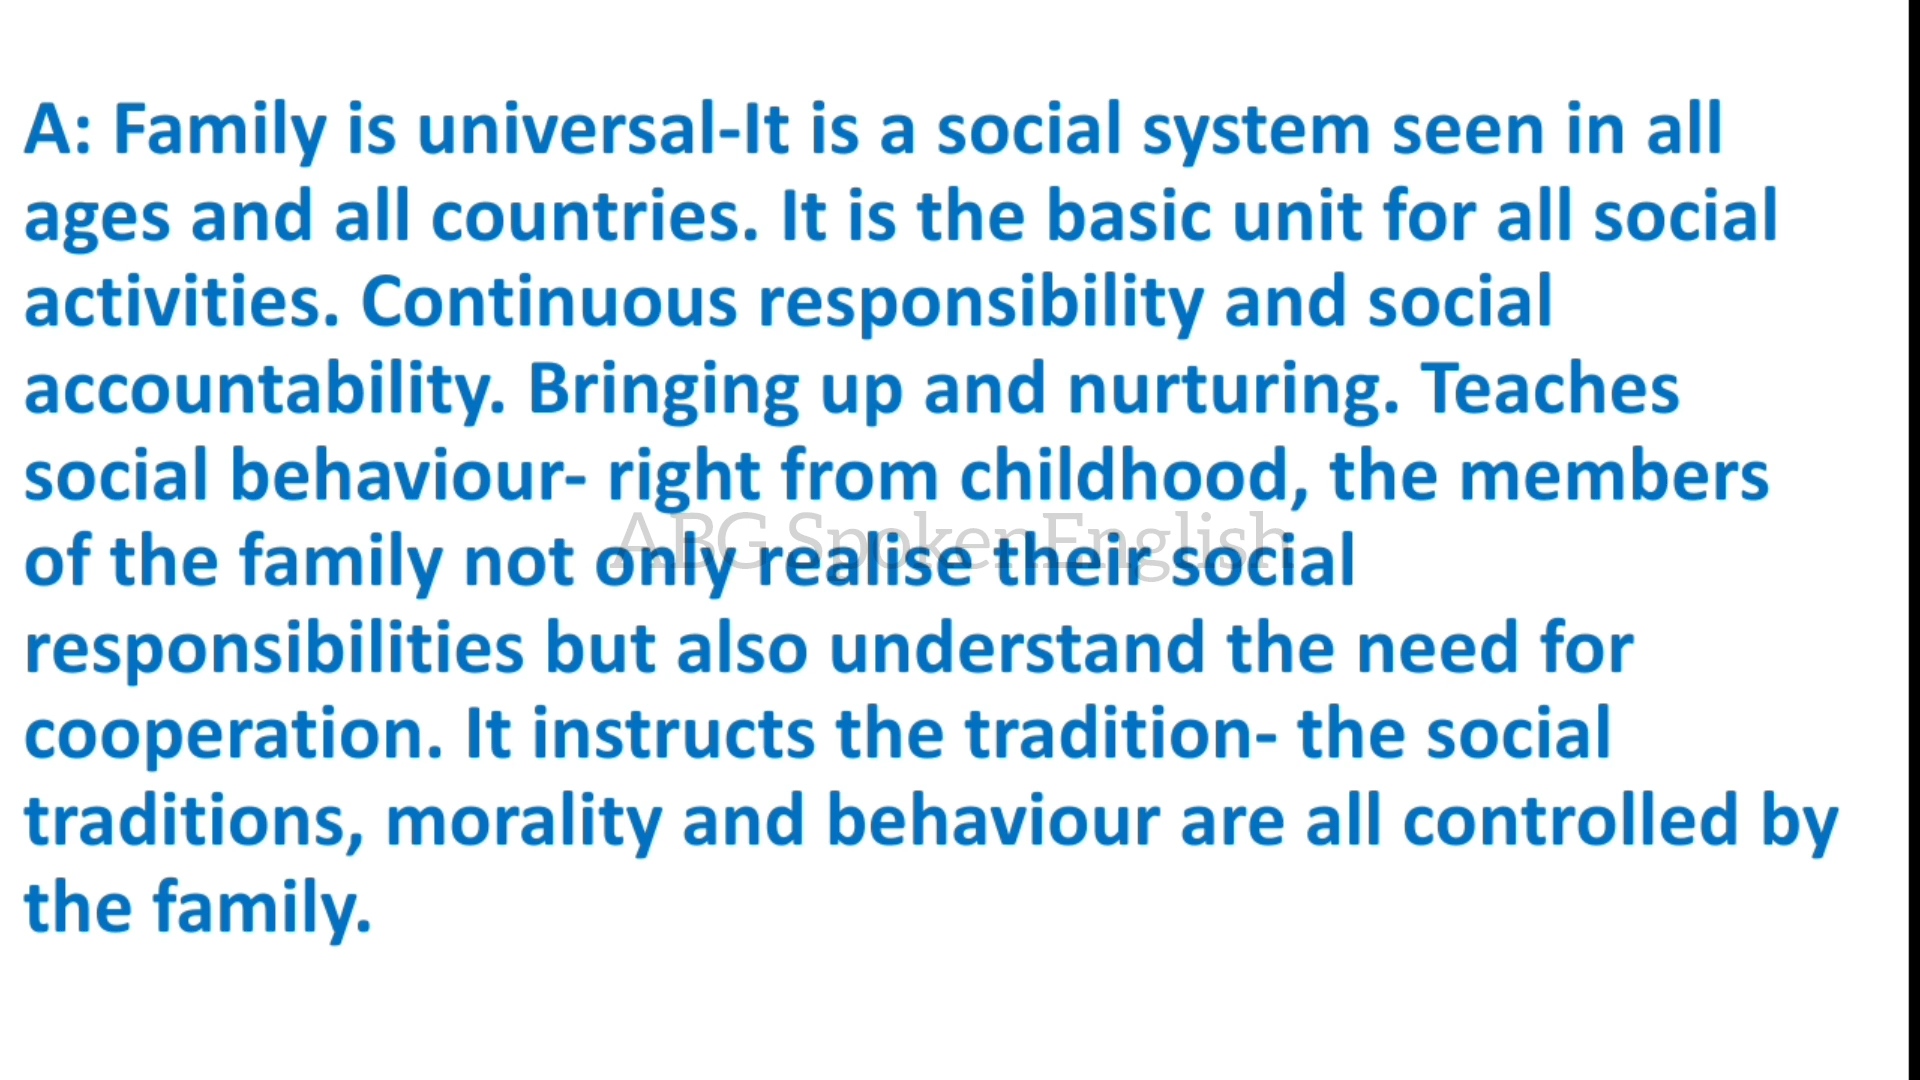 A: Family is universal-It is a social system seen in all
ages and all countries. It is the basic unit for all social
activities. Continuous responsibility and social
accountability. Bringing up and nurturing. Teaches
social behaviour- right from childhood, the members
of the family not only realise their social
ABG SpokenEnglish
responsibilities but also understand the need for
cooperation. It instructs the tradition- the social
traditions, morality and behaviour are all controlled by
the family.